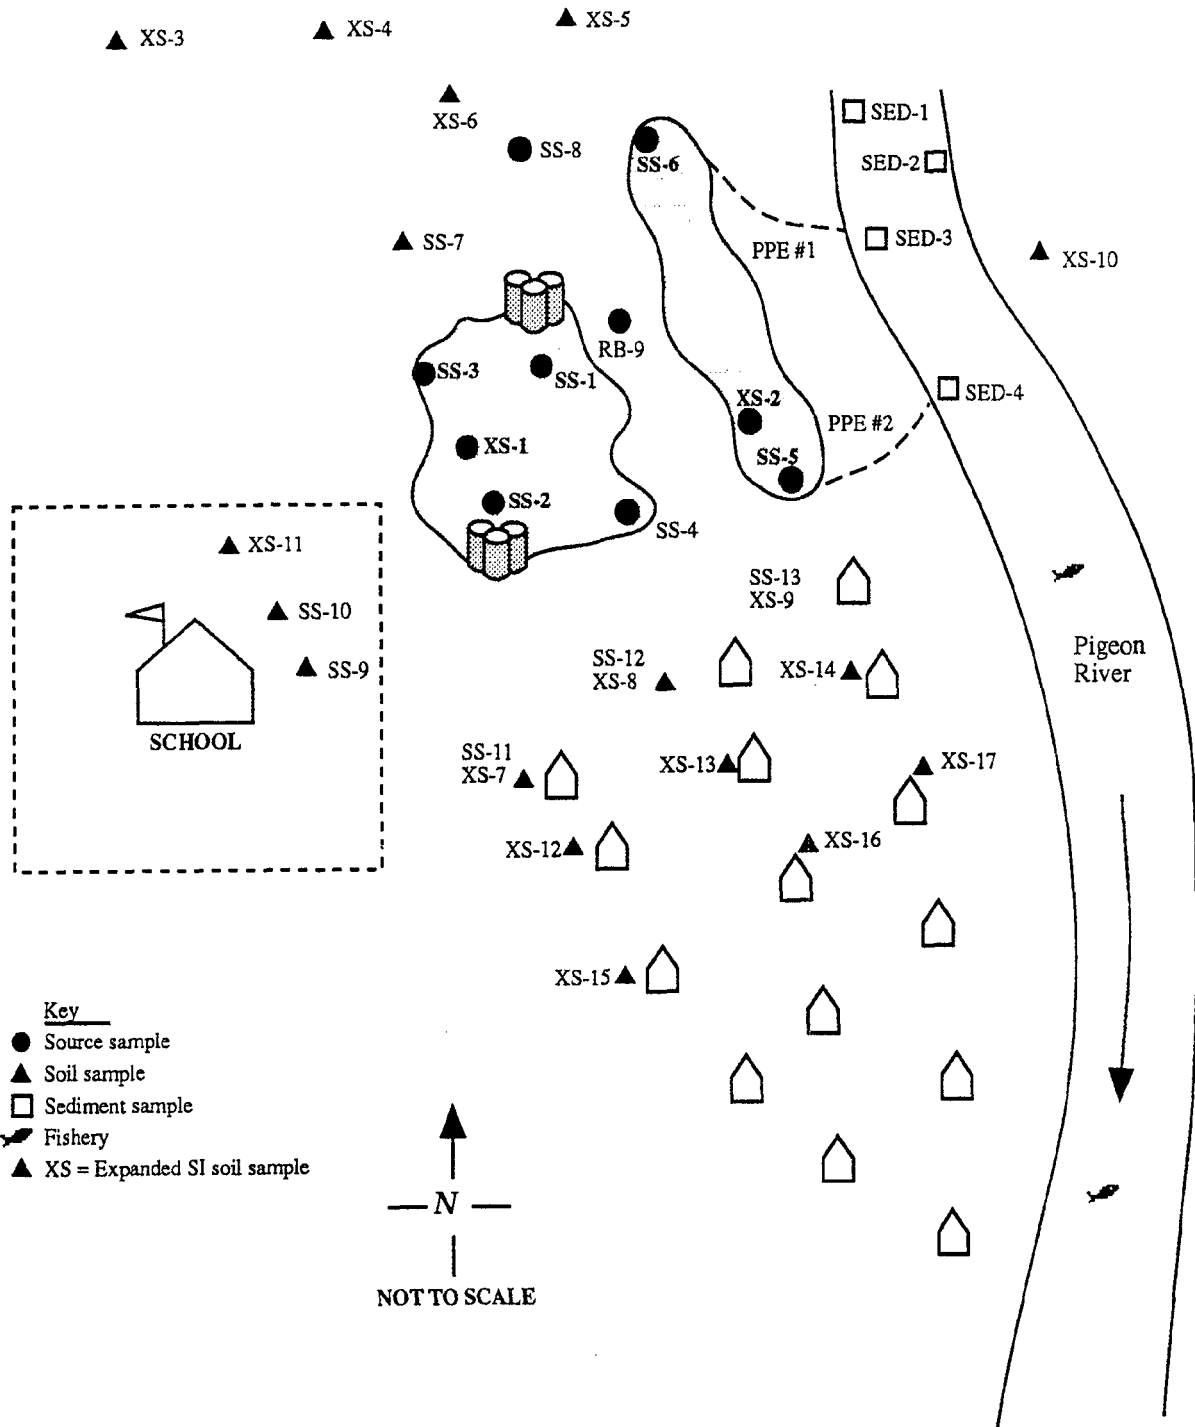 XS-3
XS-4
XS-5
XS-6
SS-8
SS-6
SED-1
SED-2
SED-3
SS-7
PPE #1
XS-10
RB-9
SS-3
SS-1
XS-2
SED-4
PPE #2
XS-1
SS-5
SS-2
SS-4
XS-11
SS-13
XS-9
SS-10
SS-9
SS-12
XS-8
XS-14
Pigeon
River
SCHOOL
SS-11
XS-7
XS-13
XS-17
XS-12
XS-16
XS-15
Key
Source sample
Soil sample
Sediment sample
Fishery
XS = Expanded SI soil sample
N
NOT TO SCALE